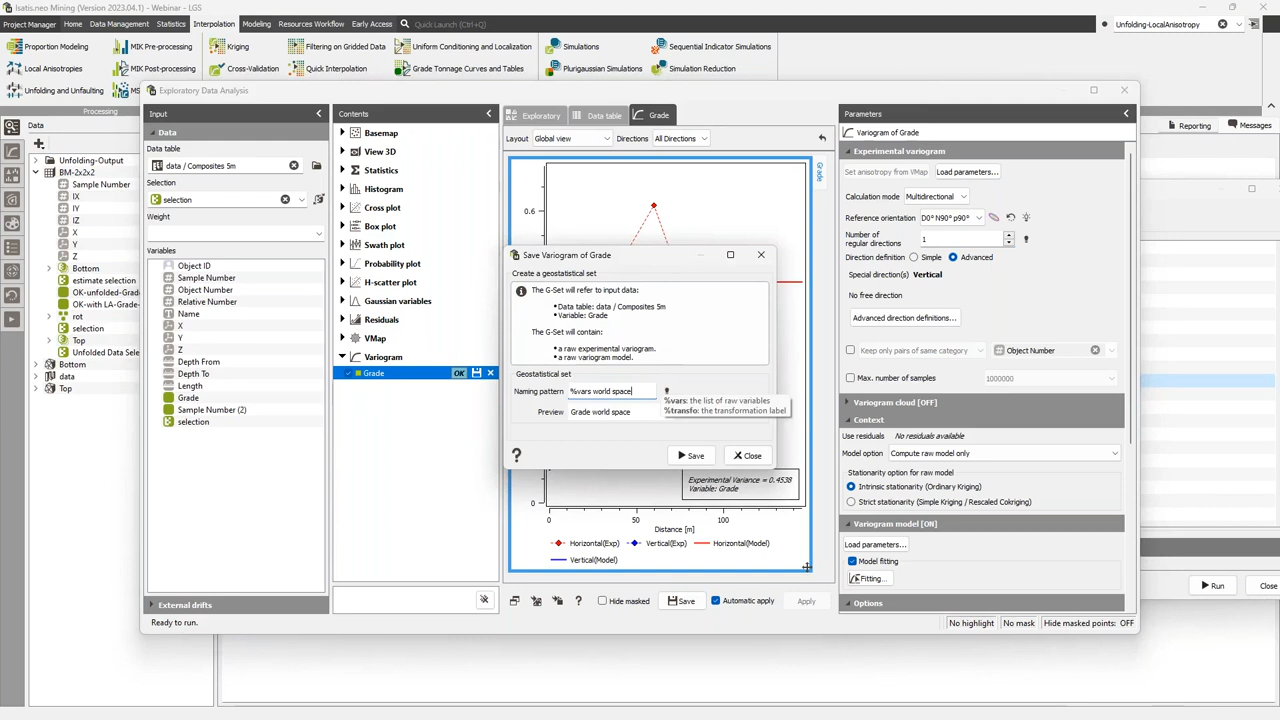 Isatis.neo Mining (v2023.04.1) - Webinar - LGS
Project Manager Home Data Management Statistics Interpolation Modeling Resources Workflow Early Access Quick Launch (Ctrl+Q) Unfolding-LocalAnisotropy
Proportion Modeling MIK Pre-processing Kriging Filtering on Gridded Data Uniform Conditioning and Localization Simulations Sequential Indicator Simulations
Local Anisotropies MIK Post-processing Cross-Validation Quick Interpolation Grade Tonnage Curves and Tables Plurigaussian Simulations Simulation Reduction
Unfolding and Unfaulting MS
Processing
Reporting Messages
Data
Unfolding-Output
BM-2x2x2
Sample Number
IX
IY
IZ
X
Y
Z
Bottom
estimate selection
OK-unfolded-Grade
OK-with LA-Grade-
rot
selection
Top
Unfolded Data Sele
Bottom
data
Top
Exploratory Data Analysis
Input
Data
Data table
data / Composites 5m
Selection
selection
Weight
Variables
Object ID
Sample Number
Object Number
Relative Number
Name
X
Y
Z
Depth From
Depth To
Length
Grade
Sample Number (2)
selection
External drifts
Ready to run.
Contents
Basemap
View 3D
Statistics
Histogram
Cross plot
Box plot
Swath plot
Probability plot
H-scatter plot
Gaussian variables
Residuals
VMap
Variogram
Grade OK
Exploratory Data table Grade
Layout Global view Directions All Directions
Grade
0.6
0
0 50 100
Distance [m]
Experimental Variance = 0.4538
Variable: Grade
Horizontal(Exp) Vertical(Exp) Horizontal(Model)
Vertical(Model)
Hide masked Save Automatic apply Apply
Save Variogram of Grade
Create a geostatistical set
The G-Set will refer to input data:
•Data table: data / Composites 5m
•Variable: Grade
The G-Set will contain:
•a raw experimental variogram.
•a raw variogram model.
Geostatistical set
Naming pattern %vars world space
%vars: the list of raw variables
%transfo: the transformation label
Preview Grade world space
? Save Close
Parameters
Variogram of Grade
Experimental variogram
Set anisotropy from VMap Load parameters...
Calculation mode Multidirectional
Reference orientation D0° N90° p90°
Number of
regular directions 1
Direction definition Simple Advanced
Special direction(s) Vertical
No free direction
Advanced direction definitions...
Keep only pairs of same category Object Number
Max. number of samples 1000000
Variogram cloud [OFF]
Context
Use residuals No residuals available
Model option Compute raw model only
Stationarity option for raw model
Intrinsic stationarity (Ordinary Kriging)
Strict stationarity (Simple Kriging / Rescaled Cokriging)
Variogram model [ON]
Load parameters...
Model fitting
Fitting...
Options
No highlight No mask Hide masked points: OFF
Run Close